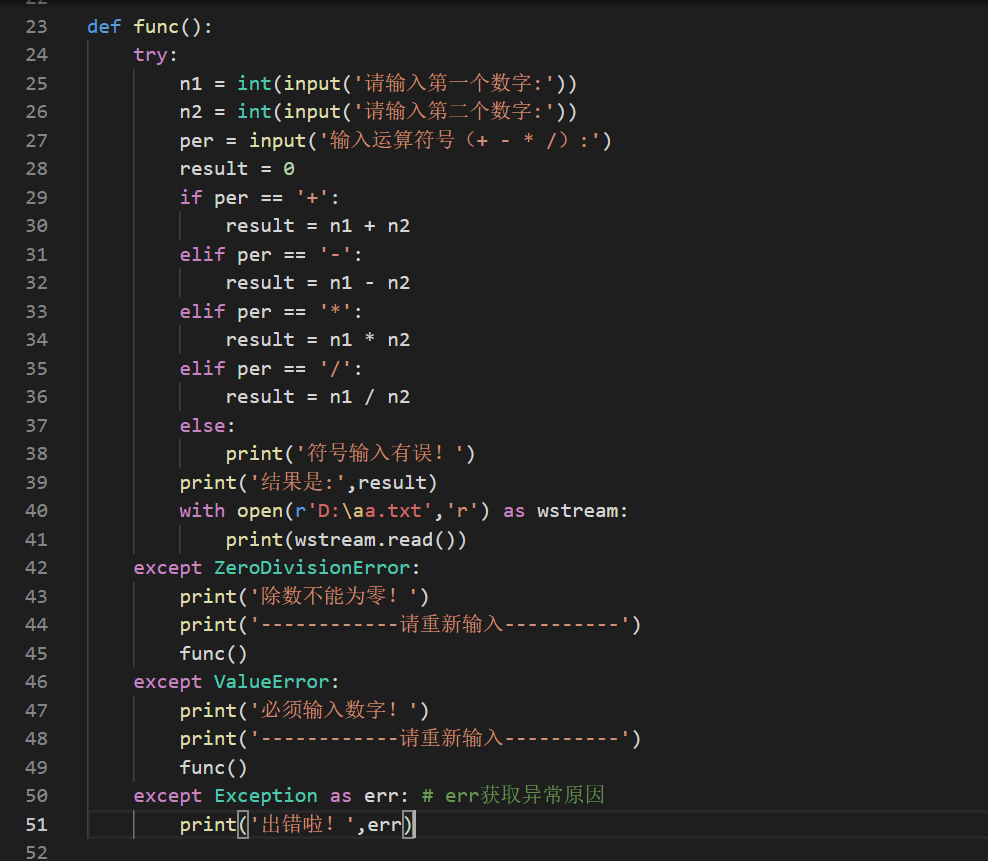 22
23 def func():
24     try:
25         n1 = int(input('请输入第一个数字:'))
26         n2 = int(input('请输入第二个数字:'))
27         per = input('输入运算符号（+ - * /）:')
28         result = 0
29         if per == '+':
30             result = n1 + n2
31         elif per == '-':
32             result = n1 - n2
33         elif per == '*':
34             result = n1 * n2
35         elif per == '/':
36             result = n1 / n2
37         else:
38             print('符号输入有误！')
39         print('结果是:',result)
40         with open(r'D:\aa.txt','r') as wstream:
41             print(wstream.read())
42     except ZeroDivisionError:
43         print('除数不能为零！')
44         print('------------请重新输入----------')
45         func()
46     except ValueError:
47         print('必须输入数字！')
48         print('------------请重新输入----------')
49         func()
50     except Exception as err: # err获取异常原因
51         print('出错啦！',err)
52